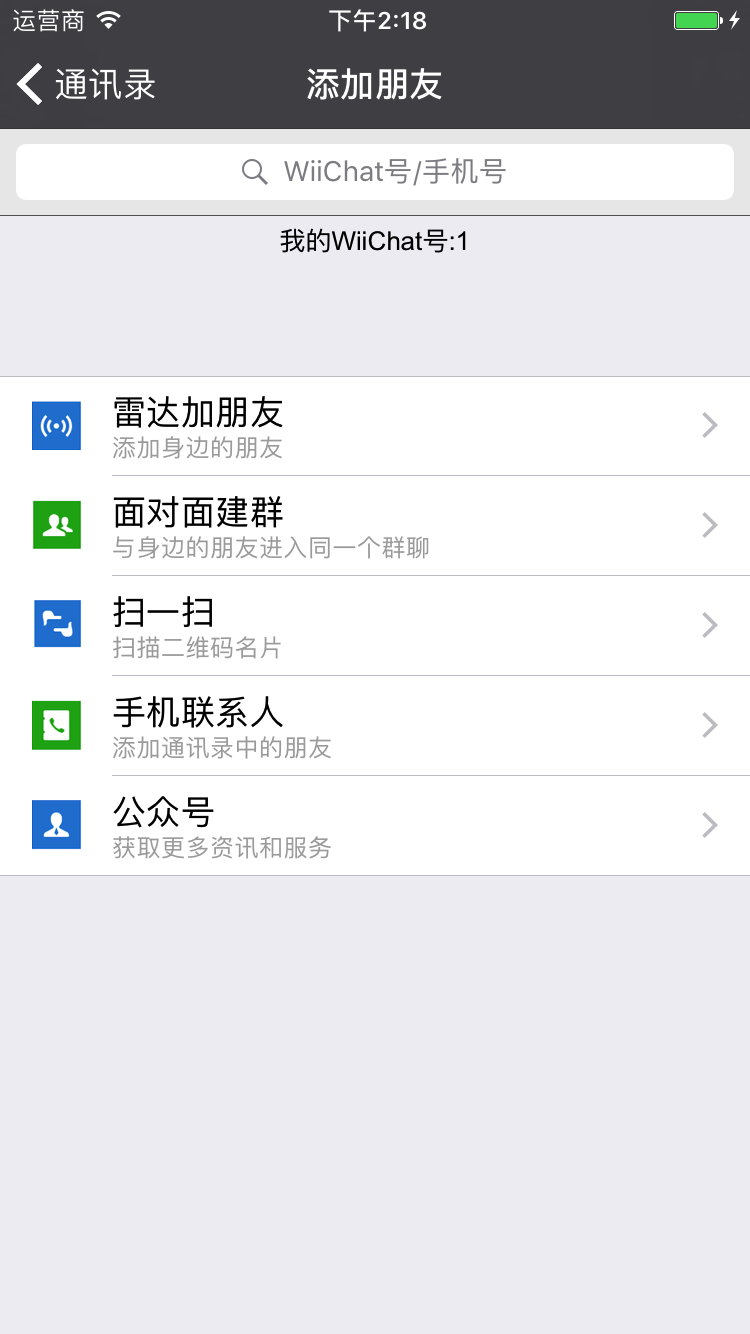 运营商
下午2:18
通讯录
添加朋友
WiiChat号/手机号
我的WiiChat号:1
雷达加朋友
添加身边的朋友
面对面建群
与身边的朋友进入同一个群聊
扫一扫
扫描二维码名片
手机联系人
添加通讯录中的朋友
公众号
获取更多资讯和服务